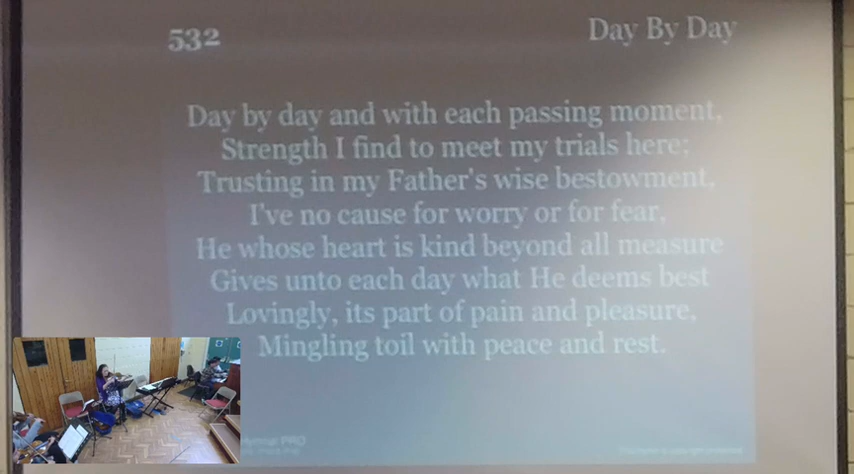 532
Day By Day
Day by day and with each passing moment,
Strength I find to meet my trials here;
Trusting in my Father's wise bestowment,
I've no cause for worry or for fear,
He whose heart is kind beyond all measure
Gives unto each day what He deems best
Lovingly, its part of pain and pleasure,
Mingling toil with peace and rest.
PRO